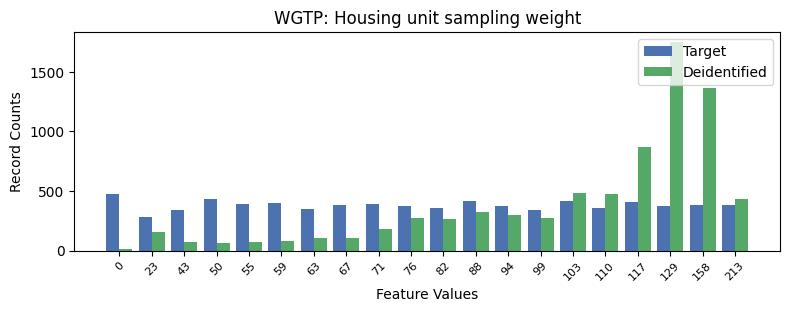 WGTP: Housing unit sampling weight
Target
Deidentified
Record Counts
1500
1000
500
0
0 23 43 50 55 59 63 67 71 76 82 88 94 99 103 110 117 129 158 213
Feature Values